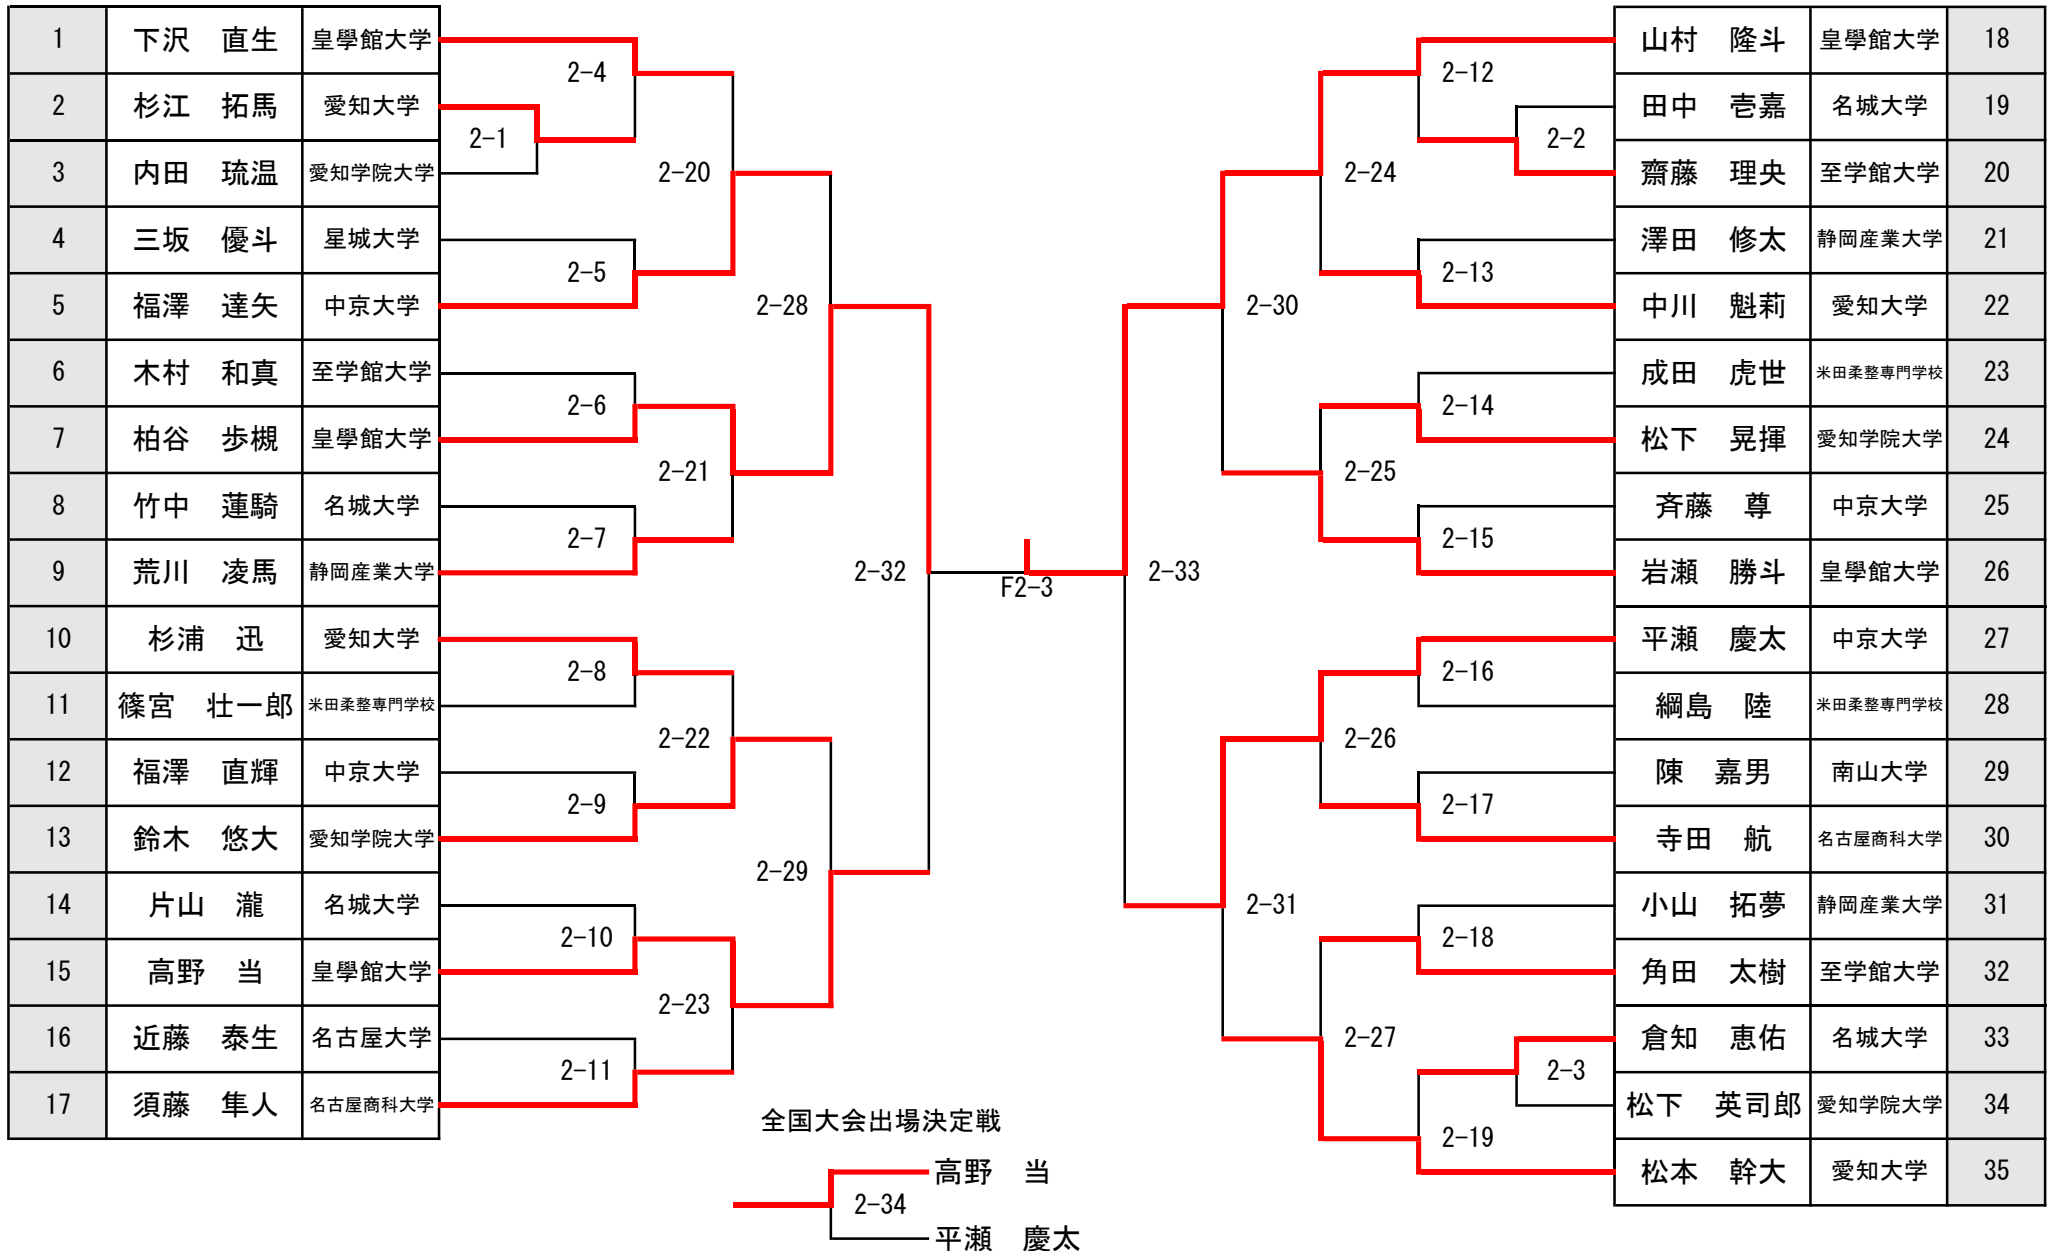 1 下沢　直生 皇學館大学
2 杉江　拓馬 愛知大学
3 内田　琉温 愛知学院大学
4 三坂　優斗 星城大学
5 福澤　達矢 中京大学
6 木村　和真 至学館大学
7 柏谷　歩槻 皇學館大学
8 竹中　蓮騎 名城大学
9 荒川　凌馬 静岡産業大学
10 杉浦　迅 愛知大学
11 篠宮　壮一郎 米田柔整専門学校
12 福澤　直輝 中京大学
13 鈴木　悠大 愛知学院大学
14 片山　瀧 名城大学
15 高野　当 皇學館大学
16 近藤　泰生 名古屋大学
17 須藤　隼人 名古屋商科大学
2-1
2-4
2-5
2-6
2-7
2-8
2-9
2-10
2-11
2-20
2-21
2-22
2-23
2-28
2-29
2-32
F2-3
2-33
2-30
2-31
2-24
2-25
2-26
2-27
2-12
2-13
2-14
2-15
2-16
2-17
2-18
2-19
2-2
2-3
山村　隆斗 皇學館大学 18
田中　壱嘉 名城大学 19
齋藤　理央 至学館大学 20
澤田　修太 静岡産業大学 21
中川　魁莉 愛知大学 22
成田　虎世 米田柔整専門学校 23
松下　晃揮 愛知学院大学 24
斉藤　尊 中京大学 25
岩瀬　勝斗 皇學館大学 26
平瀬　慶太 中京大学 27
綱島　陸 米田柔整専門学校 28
陳　嘉男 南山大学 29
寺田　航 名古屋商科大学 30
小山　拓夢 静岡産業大学 31
角田　太樹 至学館大学 32
倉知　恵佑 名城大学 33
松下　英司郎 愛知学院大学 34
松本　幹大 愛知大学 35
全国大会出場決定戦
高野　当
2-34
平瀬　慶太